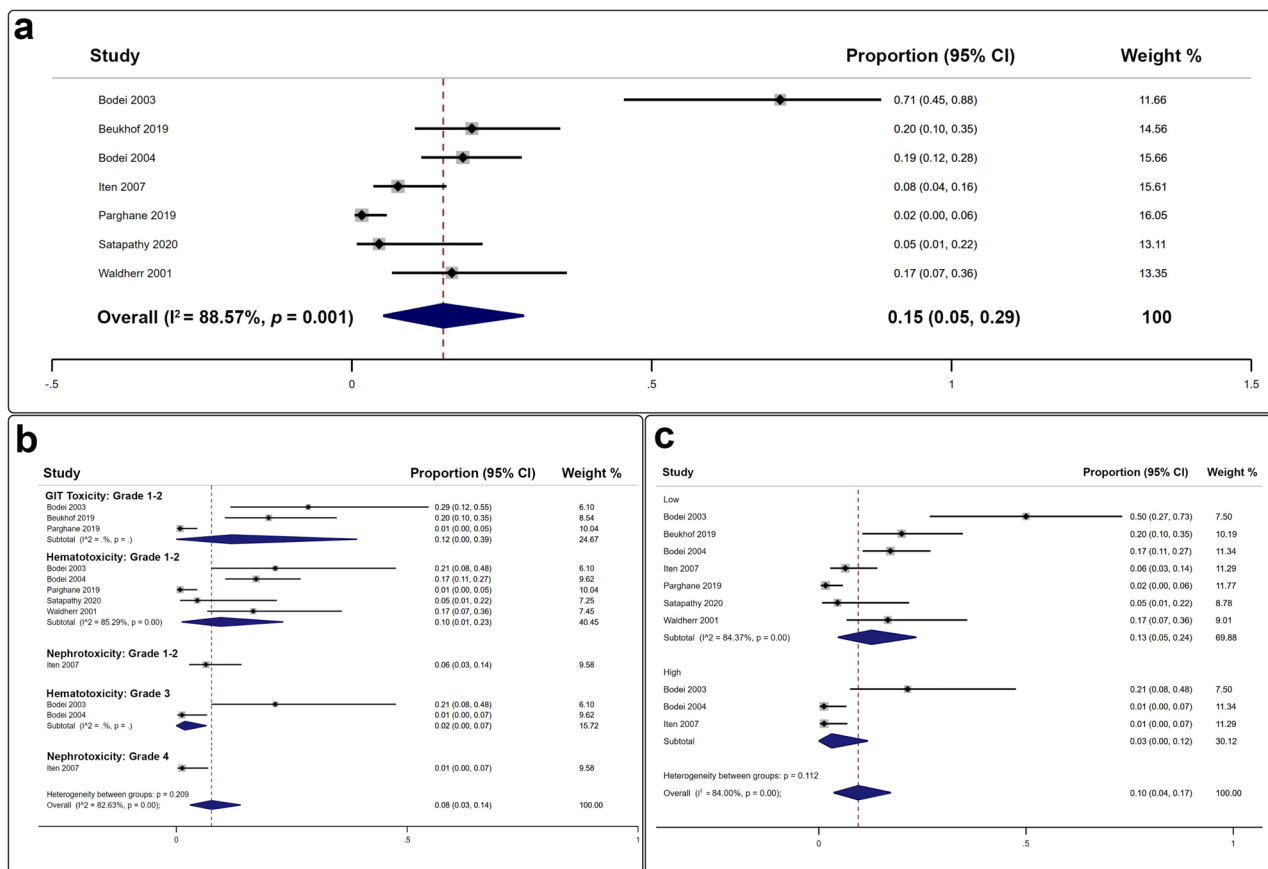 a
Study Proportion (95% CI) Weight %
Bodei 2003 0.71 (0.45, 0.88) 11.66
Beukhof 2019 0.20 (0.10, 0.35) 14.56
Bodei 2004 0.19 (0.12, 0.28) 15.66
Iten 2007 0.08 (0.04, 0.16) 15.61
Parghane 2019 0.02 (0.00, 0.06) 16.05
Satapathy 2020 0.05 (0.01, 0.22) 13.11
Waldherr 2001 0.17 (0.07, 0.36) 13.35
Overall (I² = 88.57%, p = 0.001) 0.15 (0.05, 0.29) 100
-.5 0 .5 1 1.5
b
Study Proportion (95% CI) Weight %
GIT Toxicity: Grade 1-2
Bodei 2003 0.29 (0.12, 0.55) 6.10
Beukhof 2019 0.20 (0.10, 0.35) 8.54
Parghane 2019 0.01 (0.00, 0.05) 10.04
Subtotal (I^2 = .%, p = .) 0.12 (0.00, 0.39) 24.67
Hematotoxicity: Grade 1-2
Bodei 2003 0.21 (0.08, 0.48) 6.10
Bodei 2004 0.17 (0.11, 0.27) 9.62
Parghane 2019 0.01 (0.00, 0.05) 10.04
Satapathy 2020 0.05 (0.01, 0.22) 7.25
Waldherr 2001 0.17 (0.07, 0.36) 7.45
Subtotal (I^2 = 85.29%, p = 0.00) 0.10 (0.01, 0.23) 40.45
Nephrotoxicity: Grade 1-2
Iten 2007 0.06 (0.03, 0.14) 9.58
Hematotoxicity: Grade 3
Bodei 2003 0.21 (0.08, 0.48) 6.10
Bodei 2004 0.01 (0.00, 0.07) 9.62
Subtotal (I^2 = .%, p = .) 0.02 (0.00, 0.07) 15.72
Nephrotoxicity: Grade 4
Iten 2007 0.01 (0.00, 0.07) 9.58
Heterogeneity between groups: p = 0.209
Overall (I^2 = 82.63%, p = 0.00); 0.08 (0.03, 0.14) 100.00
0 .5 1
c
Study Proportion (95% CI) Weight %
Low
Bodei 2003 0.50 (0.27, 0.73) 7.50
Beukhof 2019 0.20 (0.10, 0.35) 10.19
Bodei 2004 0.17 (0.11, 0.27) 11.34
Iten 2007 0.06 (0.03, 0.14) 11.29
Parghane 2019 0.02 (0.00, 0.06) 11.77
Satapathy 2020 0.05 (0.01, 0.22) 8.78
Waldherr 2001 0.17 (0.07, 0.36) 9.01
Subtotal (I^2 = 84.37%, p = 0.00) 0.13 (0.05, 0.24) 69.88
High
Bodei 2003 0.21 (0.08, 0.48) 7.50
Bodei 2004 0.01 (0.00, 0.07) 11.34
Iten 2007 0.01 (0.00, 0.07) 11.29
Subtotal 0.03 (0.00, 0.12) 30.12
Heterogeneity between groups: p = 0.112
Overall (I² = 84.00%, p = 0.00); 0.10 (0.04, 0.17) 100.00
0 .5 1